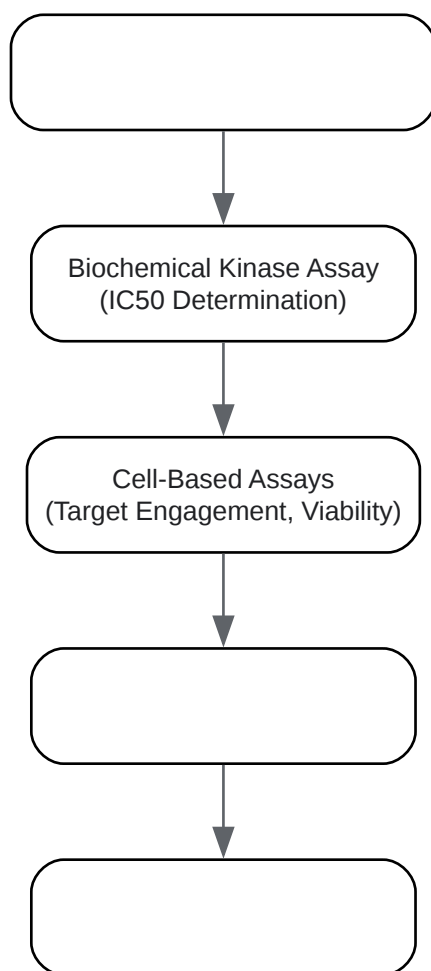 Biochemical Kinase Assay
(IC50 Determination)
Cell-Based Assays
(Target Engagement, Viability)